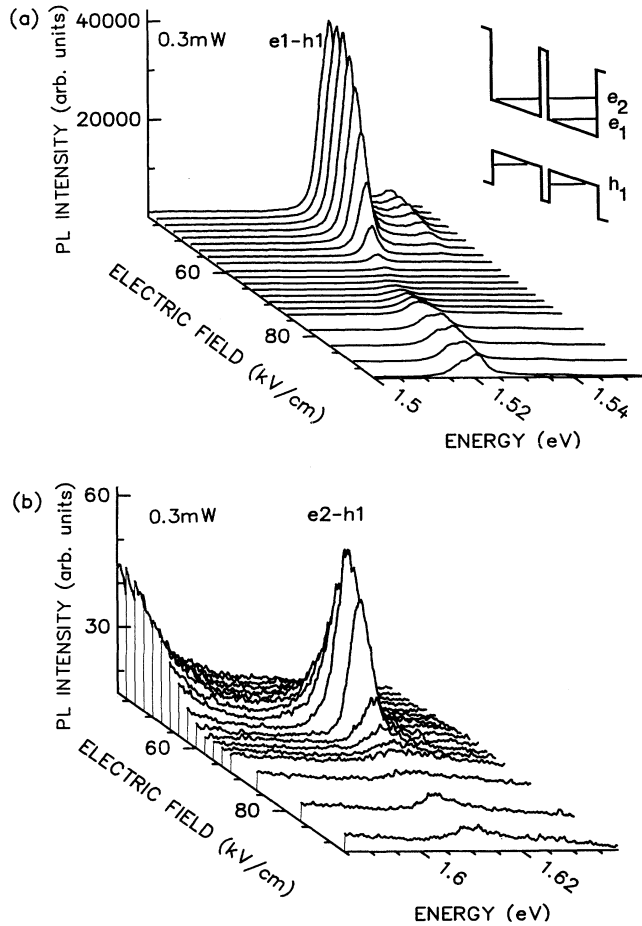 (a)
PL INTENSITY (arb. units)
40000
20000
0.3mW
e1-h1
e2
e1
h1
60
80
ELECTRIC FIELD (kV/cm)
1.5
1.52
1.54
ENERGY (eV)
(b)
PL INTENSITY (arb. units)
60
30
0.3mW
e2-h1
60
80
ELECTRIC FIELD (kV/cm)
1.6
1.62
ENERGY (eV)